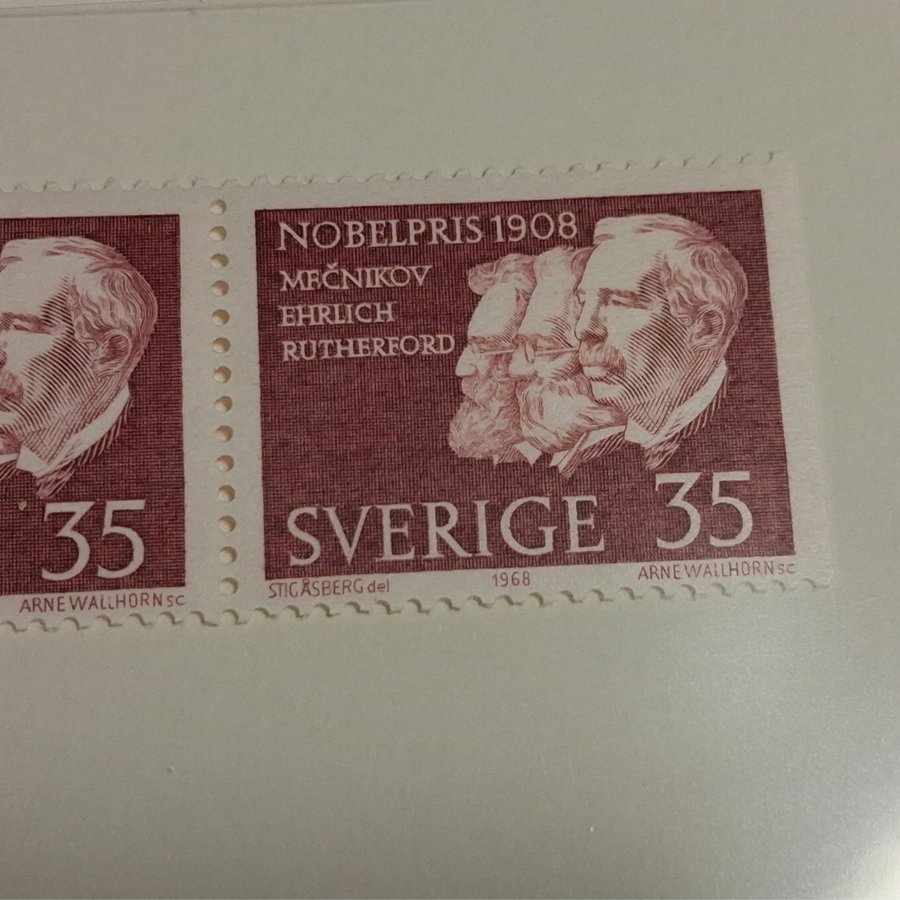 35
ARNE WALLHORN sc
NOBELPRIS 1908
MEČNIKOV
EHRLICH
RUTHERFORD
SVERIGE 35
STIG ÅSBERG del 1968 ARNE WALLHORN sc